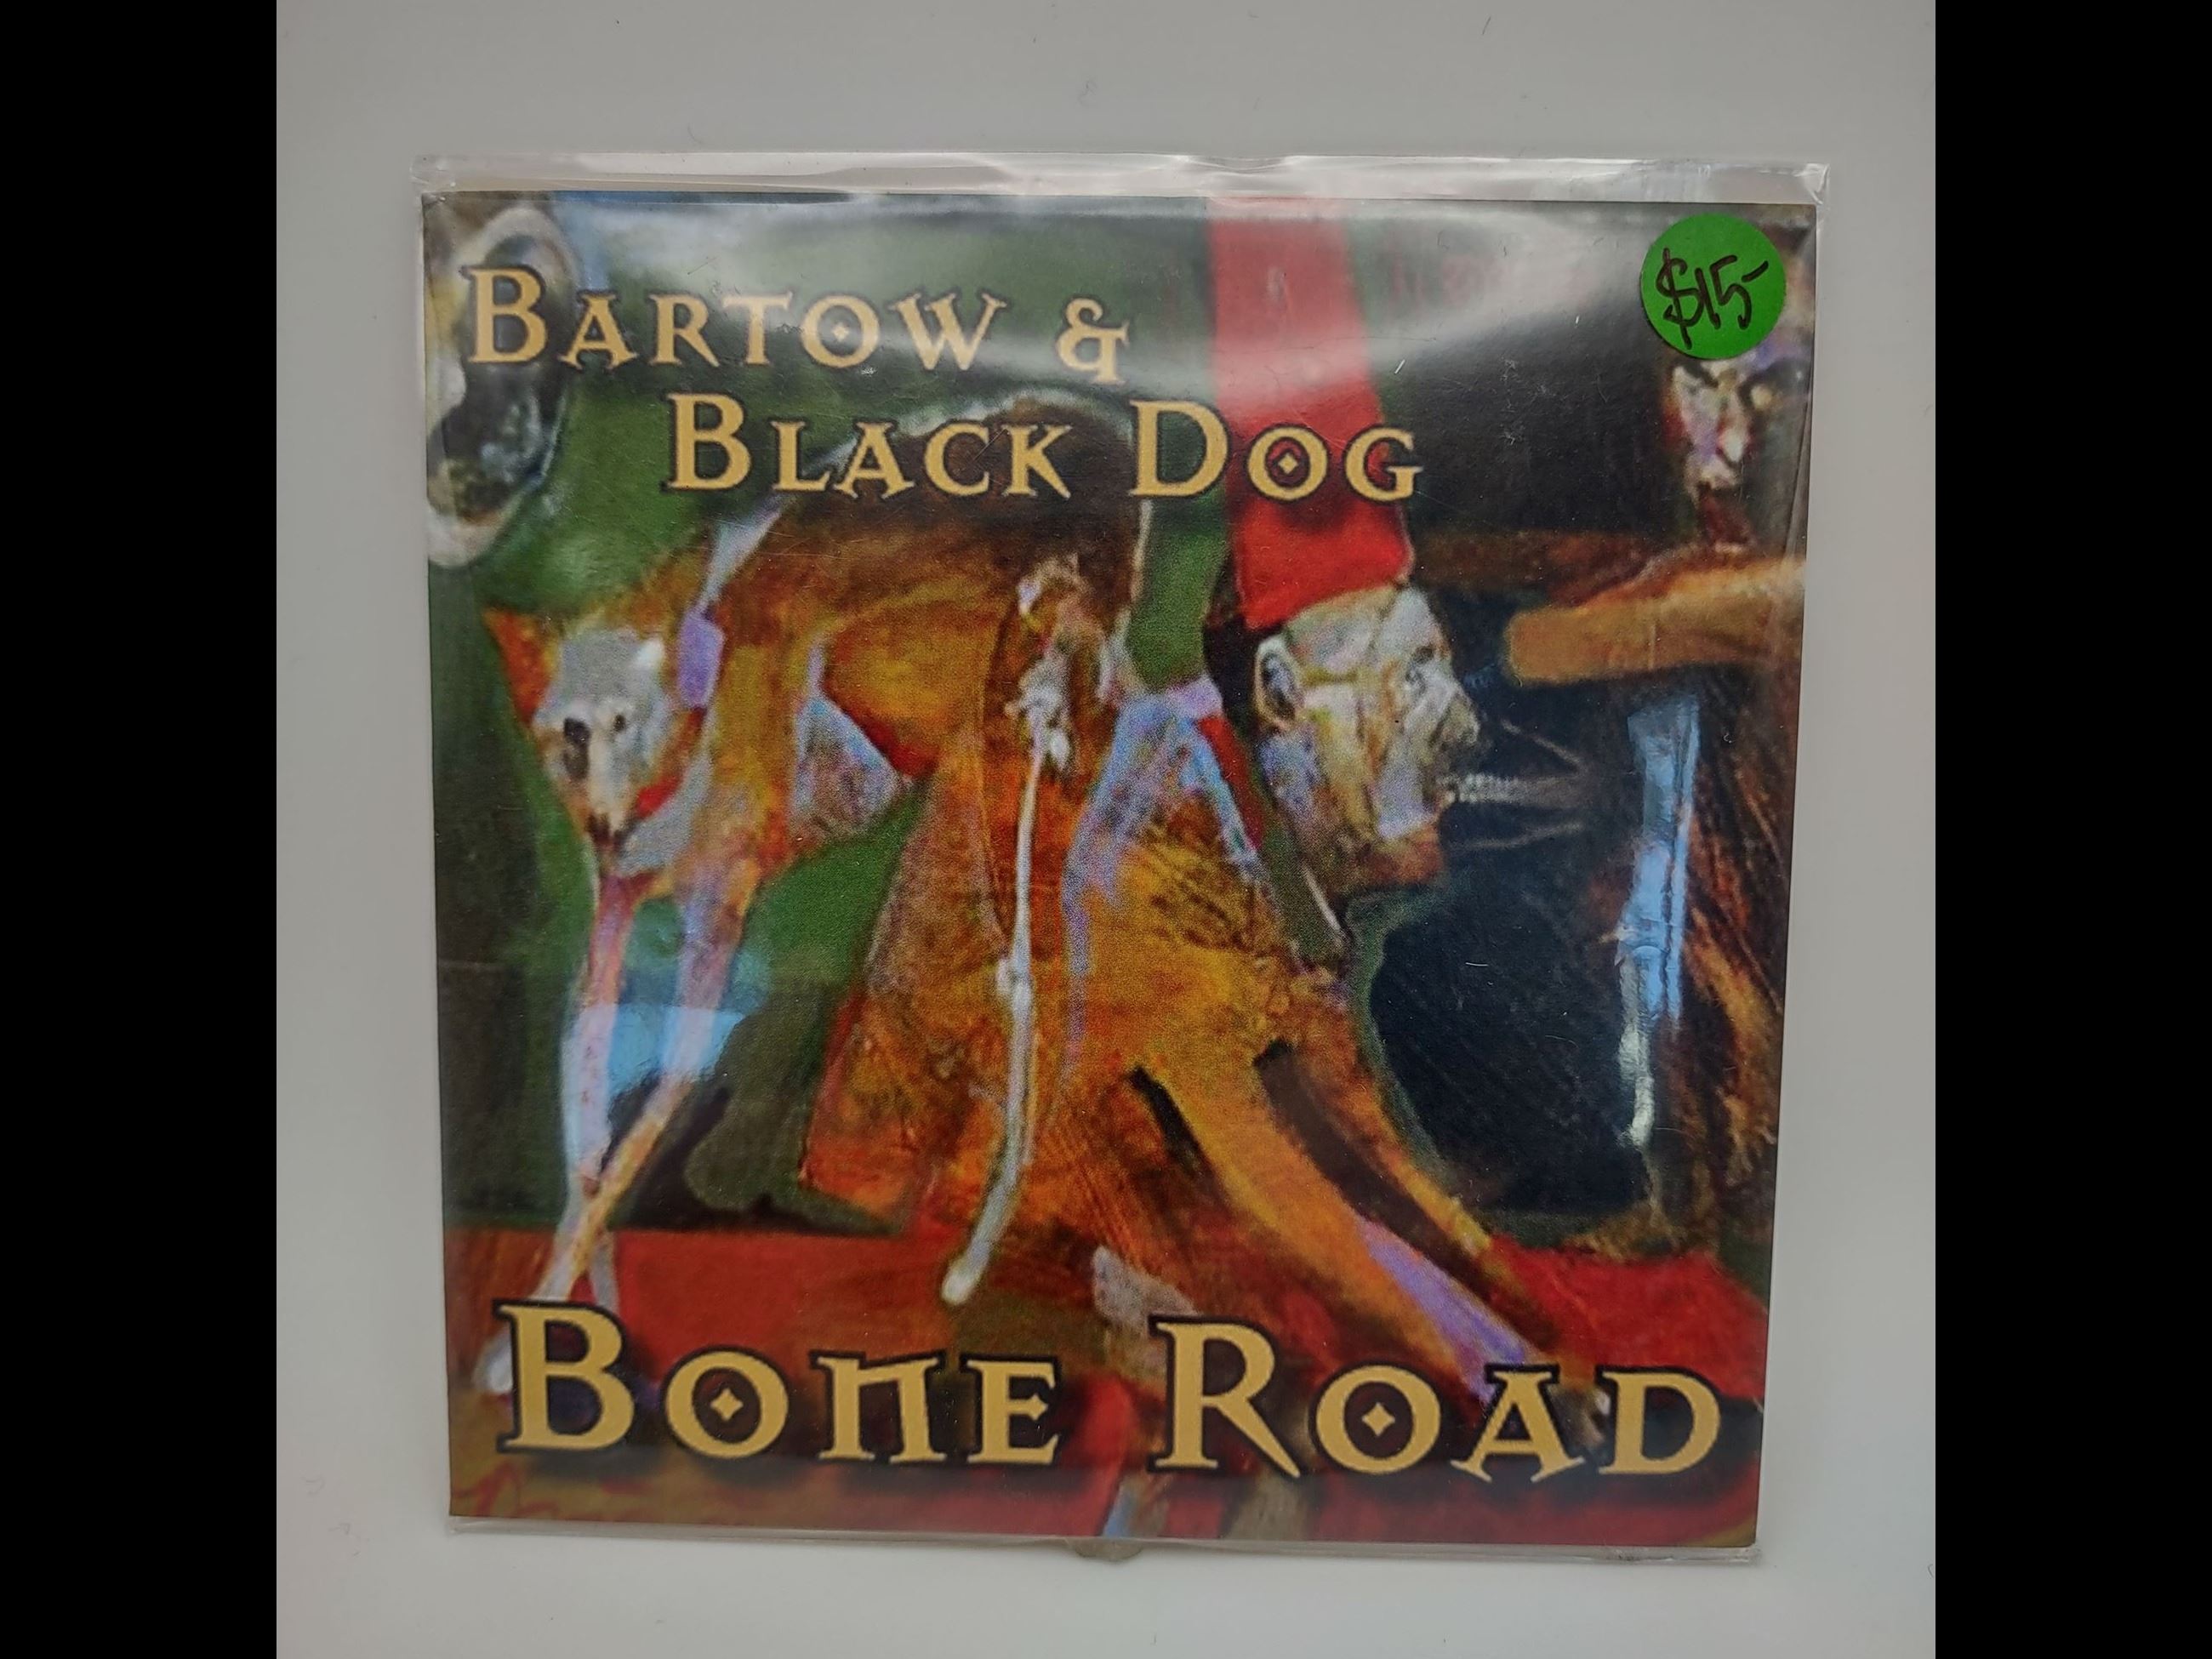 BARTOW &
BLACK DOG
$15-
BONE ROAD